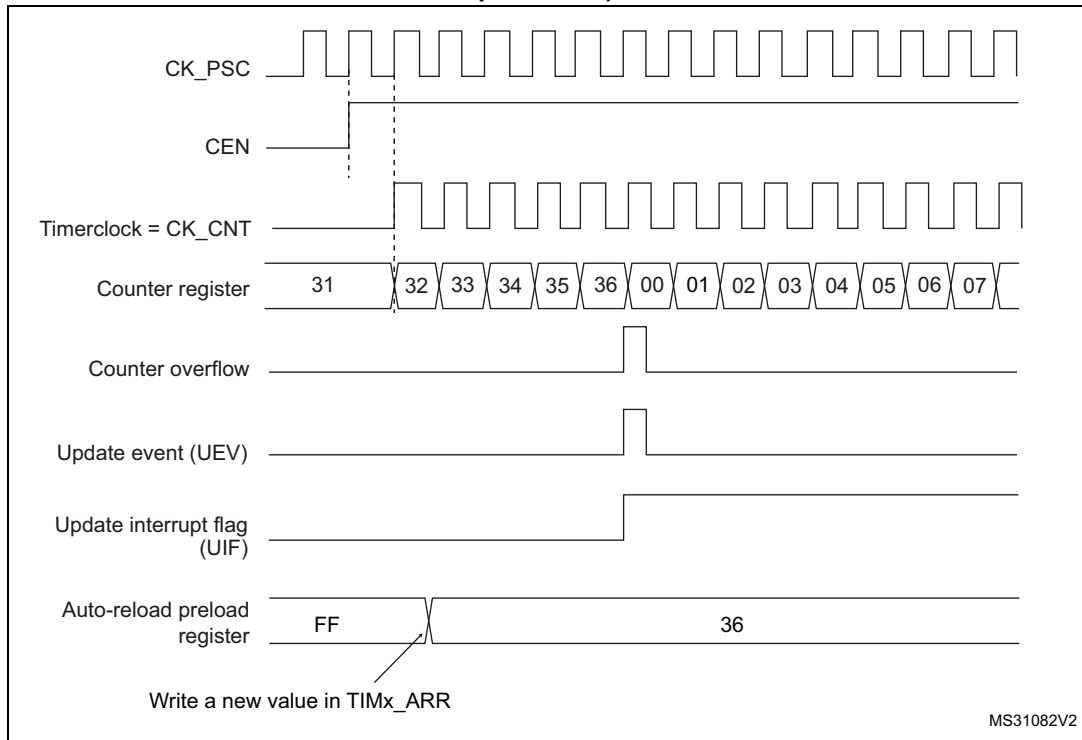 CK_PSC
CEN
Timerclock = CK_CNT
Counter register 31 32 33 34 35 36 00 01 02 03 04 05 06 07
Counter overflow
Update event (UEV)
Update interrupt flag
(UIF)
Auto-reload preload
register
FF 36
Write a new value in TIMx_ARR
MS31082V2